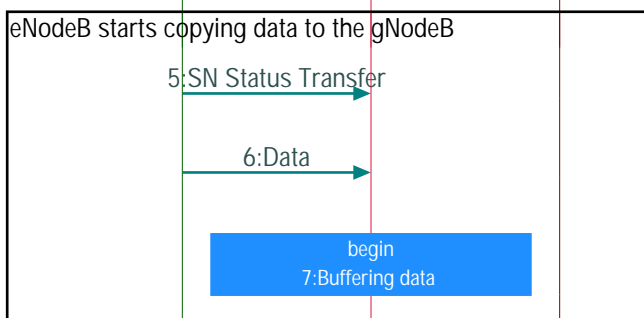 eNodeB starts copying data to the gNodeB
5:SN Status Transfer
6:Data
begin
7:Buffering data